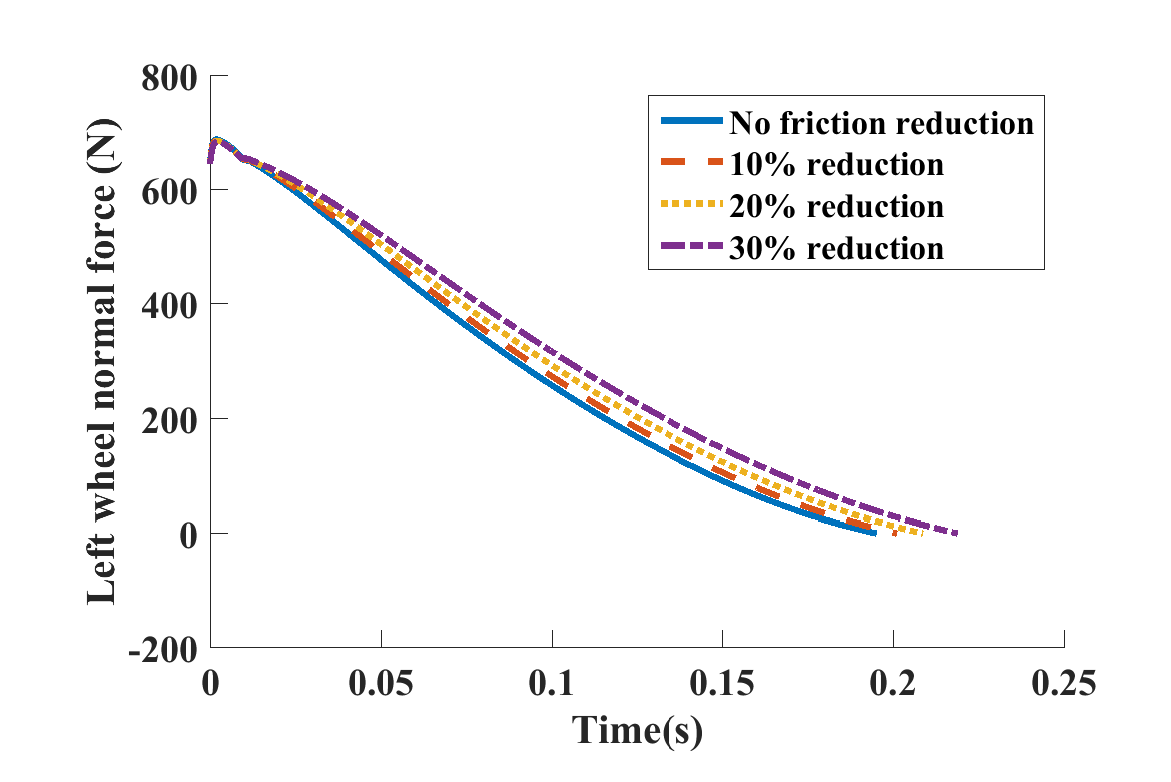 800
600
400
200
0
-200
Left wheel normal force (N)
No friction reduction
10% reduction
20% reduction
30% reduction
0 0.05 0.1 0.15 0.2 0.25
Time(s)